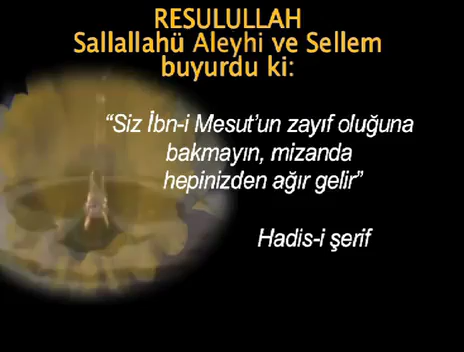 RESULULLAH
Sallallahü Aleyhi ve Sellem
buyurdu ki:
“Siz İbn-i Mesut’un zayıf oluğuna
bakmayın, mizanda
hepinizden ağır gelir”
Hadis-i şerif